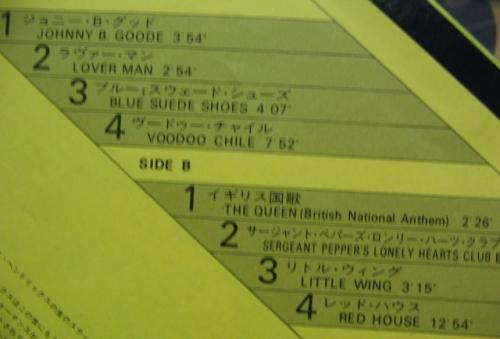 1 ジョニー・B・グッド
JOHNNY B. GOODE 3'54"
2 ラヴァー・マン
LOVER MAN 2'54"
3 ブルー・スウェード・シューズ
BLUE SUEDE SHOES 4'07"
4 ヴードゥー・チャイル
VOODOO CHILE 7'52"
SIDE B
1 イギリス国歌
THE QUEEN (British National Anthem) 2'26"
2 サージャント・ペパーズ・ロンリー・ハーツ・クラブ
SERGEANT PEPPER'S LONELY HEARTS CLUB
3 リトル・ウィング
LITTLE WING 3'15"
4 レッド・ハウス
RED HOUSE 12'54"